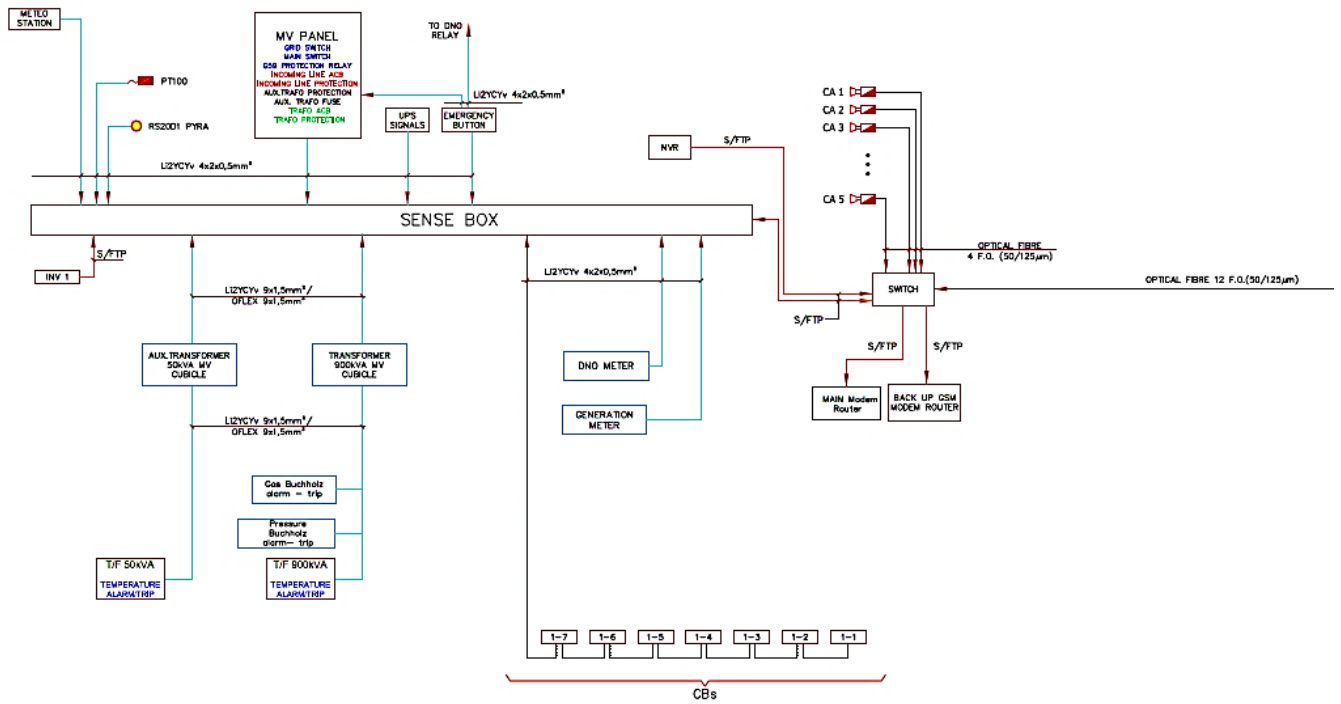 METEO
STATION
PT100
RS2001 PYRA
LI2YCYv 4x2x0,5mm²
MV PANEL
GRID SWITCH
MAIN SWITCH
G59 PROTECTION RELAY
INCOMING LINE ACB
INCOMING LINE PROTECTION
AUX.TRAFO PROTECTION
AUX. TRAFO FUSE
TRAFO ACB
TRAFO PROTECTION
TO DNO
RELAY
LI2YCYv 4x2x0.5mm²
UPS
SIGNALS
EMERGENCY
BUTTON
NVR
S/FTP
CA 1
CA 2
CA 3
CA 5
SENSE BOX
S/FTP
INV 1
LI2YCYv 9x1,5mm²/
OFLEX 9x1,5mm²
LI2YCYv 4x2x0,5mm²
OPTICAL FIBRE
4 F.O. (50/125μm)
OPTICAL FIBRE 12 F.O.(50/125μm)
SWITCH
S/FTP
S/FTP
S/FTP
AUX.TRANSFORMER
50kVA MV
CUBICLE
TRANSFORMER
900kVA MV
CUBICLE
DNO METER
GENERATION
METER
MAIN Modem
Router
BACK UP GSM
MODEM ROUTER
LI2YCYv 9x1,5mm²/
OFLEX 9x1,5mm²
Gas Buchholz
alarm - trip
Pressure
Buchholz
alarm- trip
T/F 50kVA
TEMPERATURE
ALARM/TRIP
T/F 900kVA
TEMPERATURE
ALARM/TRIP
1-7
1-6
1-5
1-4
1-3
1-2
1-1
CBs